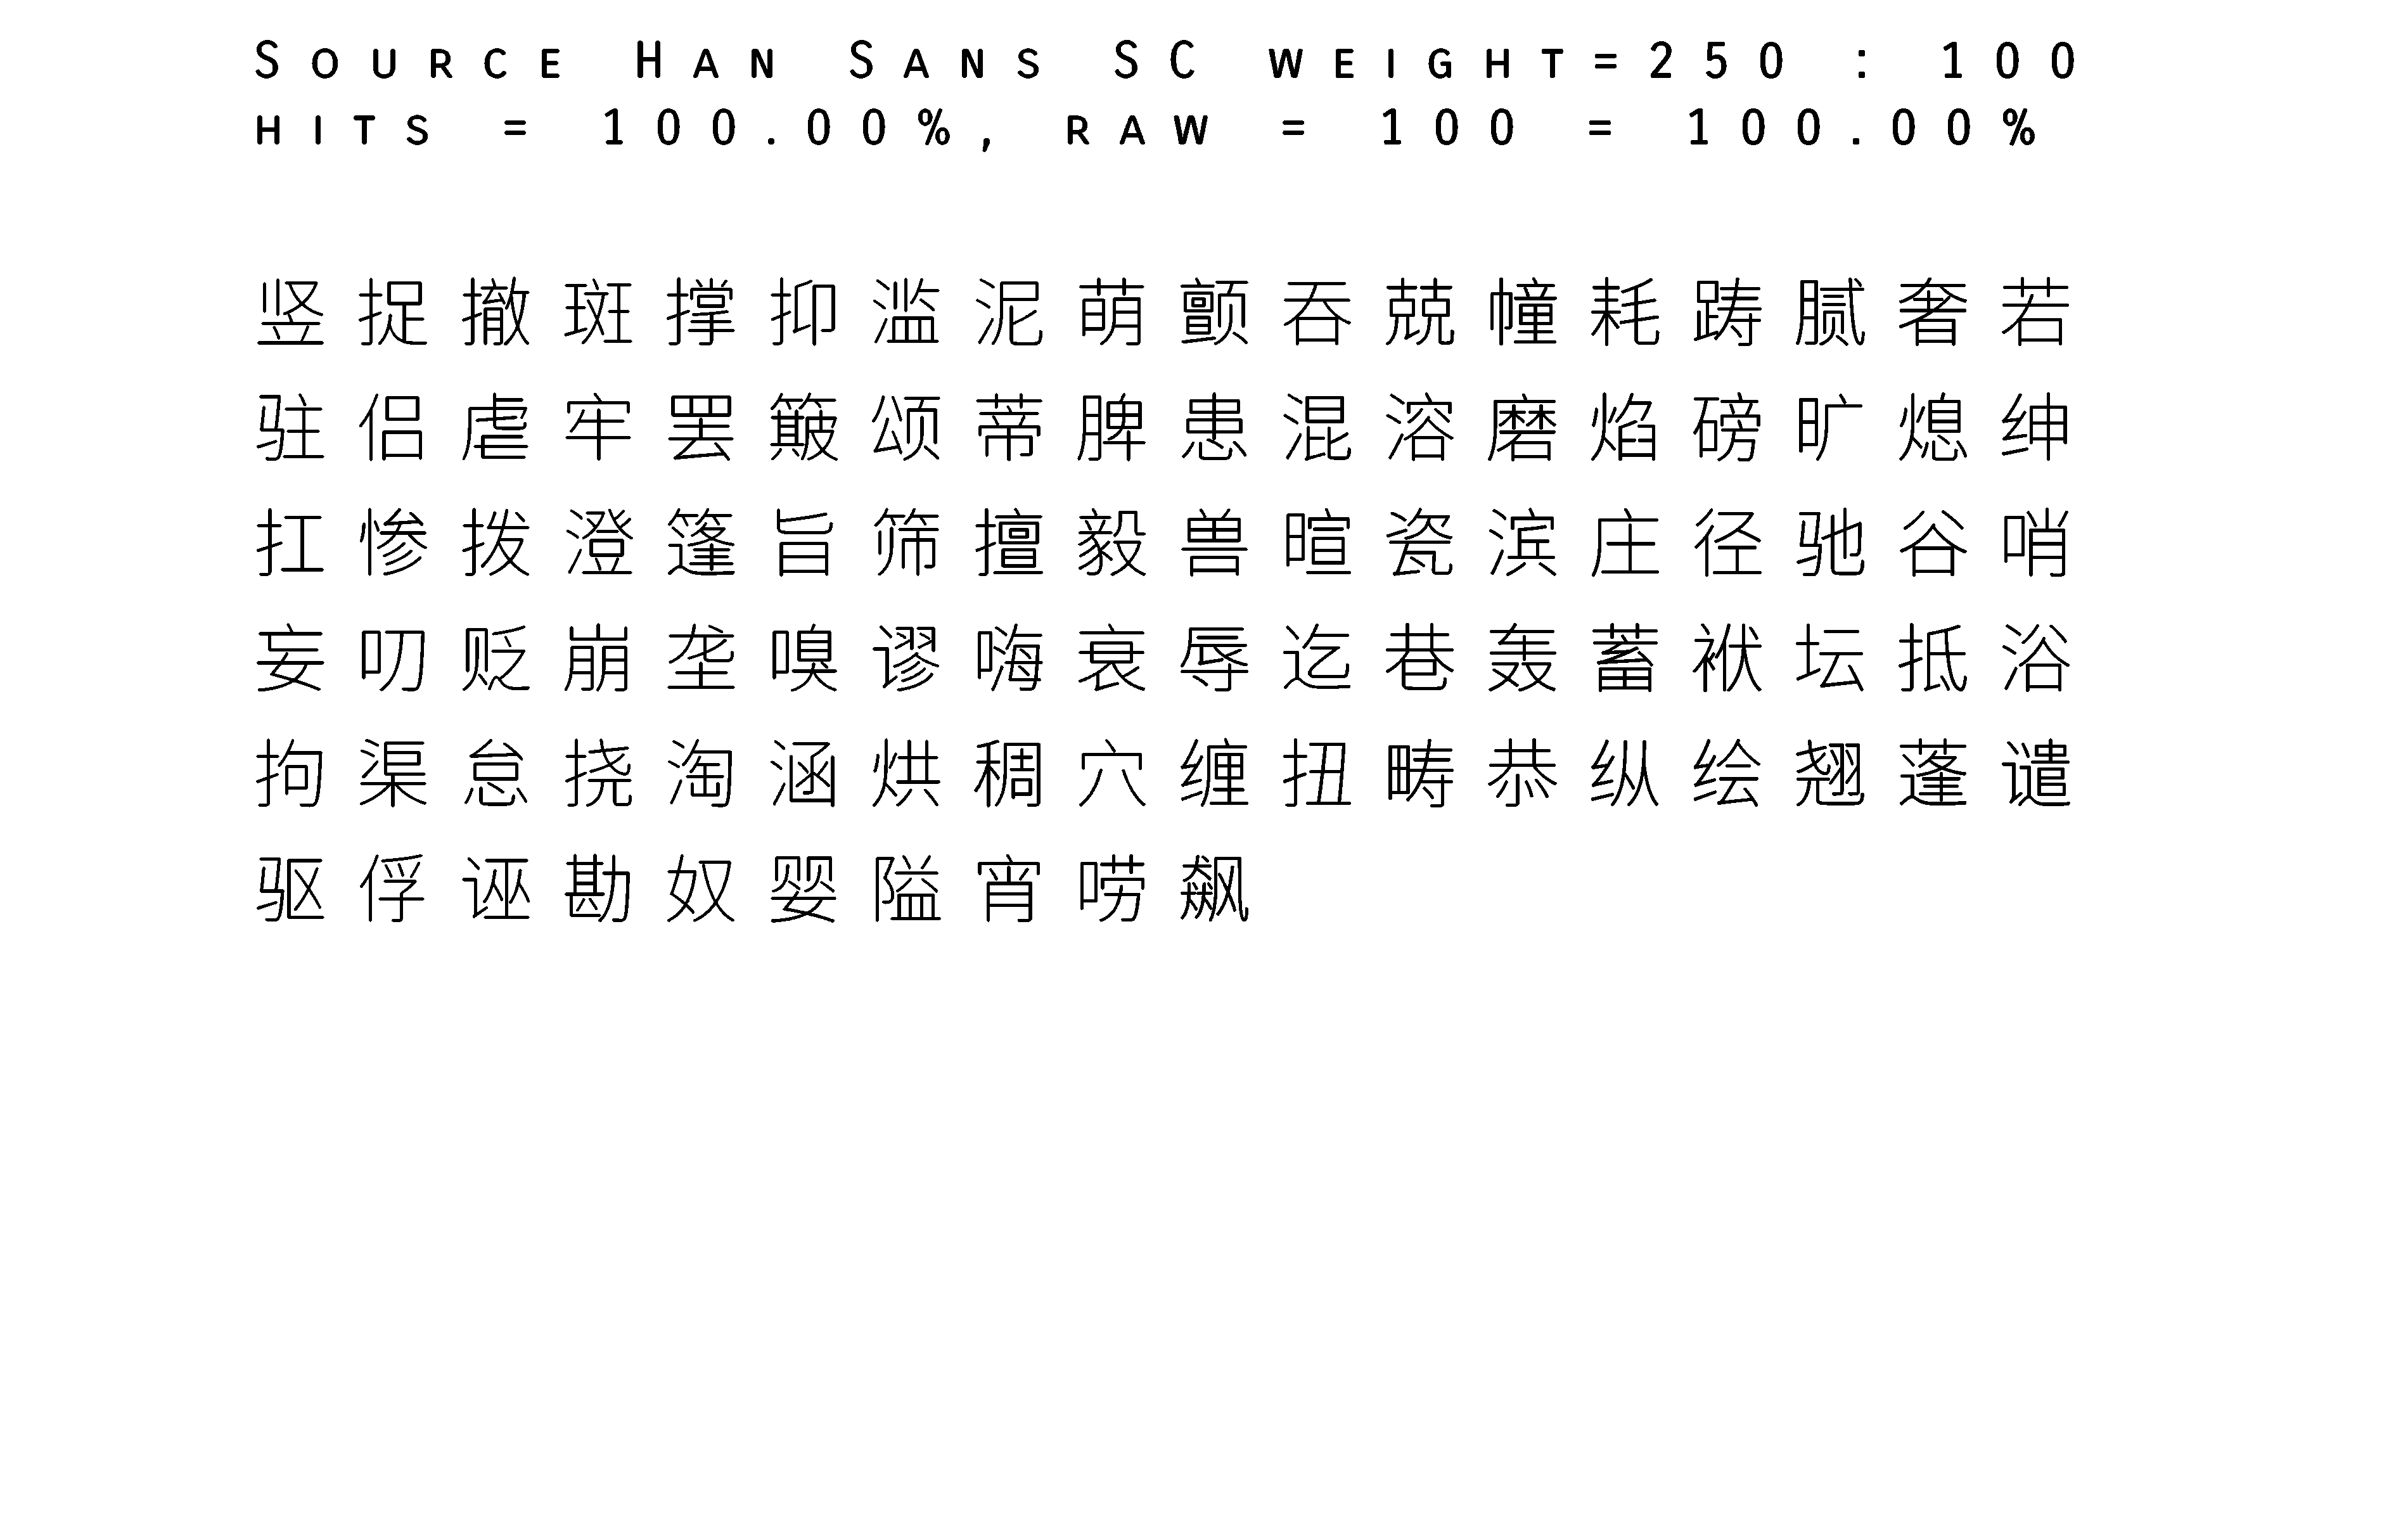 Source Han Sans SC weight=250 : 100
hits = 100.00%, raw = 100 = 100.00%
竖捉撤斑撑抑滥泥萌颤吞兢幢耗踌腻奢若
驻侣虐牢罢簸颂蒂脾患混溶磨焰磅旷熄绅
扛惨拨澄篷旨筛擅毅兽暄瓷滨庄径驰谷哨
妄叨贬崩垄嗅谬嗨衰辱迄巷轰蓄袱坛抵浴
拘渠怠挠淘涵烘稠穴缠扭畴恭纵绘翘蓬谴
驱俘诬勘奴婴隘宵唠飙